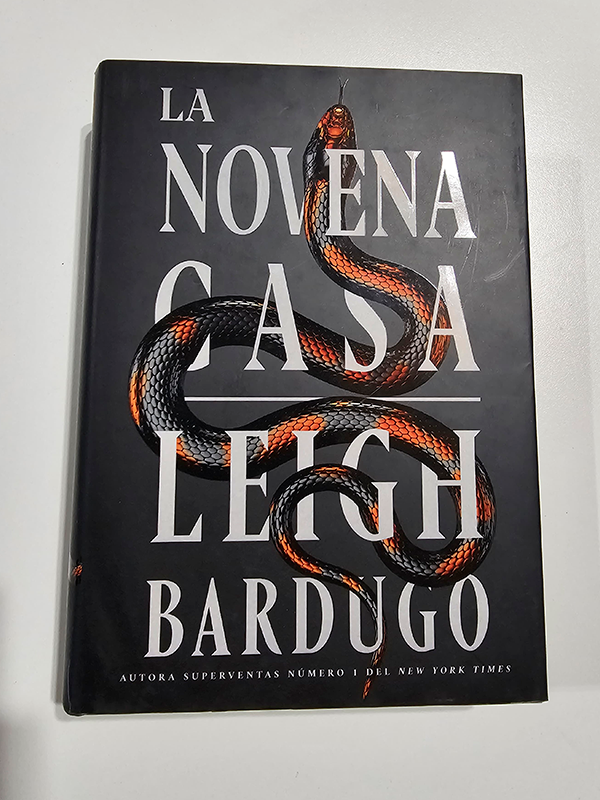 LA
NOVENA
CASA
LEIGH
BARDUGO
AUTORA SUPERVENTAS NÚMERO 1 DEL NEW YORK TIMES